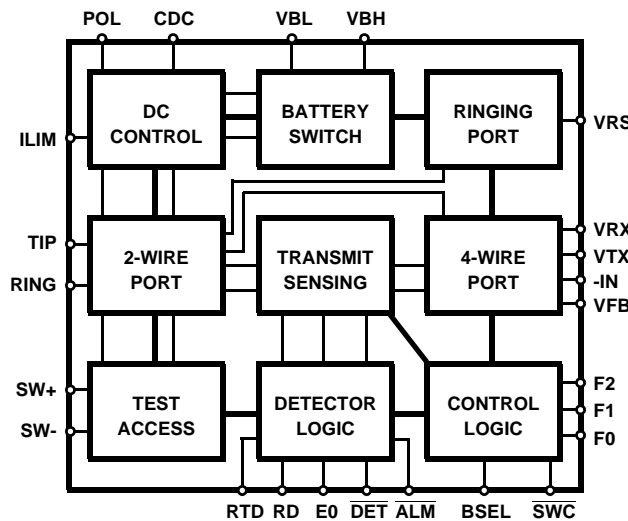 POL CDC VBL VBH
DC CONTROL
BATTERY SWITCH
RINGING PORT
ILIM
VRS
2-WIRE PORT
TRANSMIT SENSING
4-WIRE PORT
TIP
RING
VRX
VTX
-IN
VFB
TEST ACCESS
DETECTOR LOGIC
CONTROL LOGIC
SW+
SW-
F2
F1
F0
RTD RD E0 DET ALM BSEL SWC